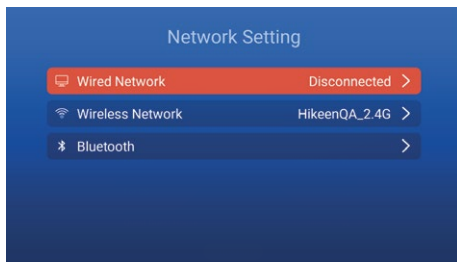 Network Setting
Wired Network Disconnected
Wireless Network HikeenQA_2.4G
Bluetooth